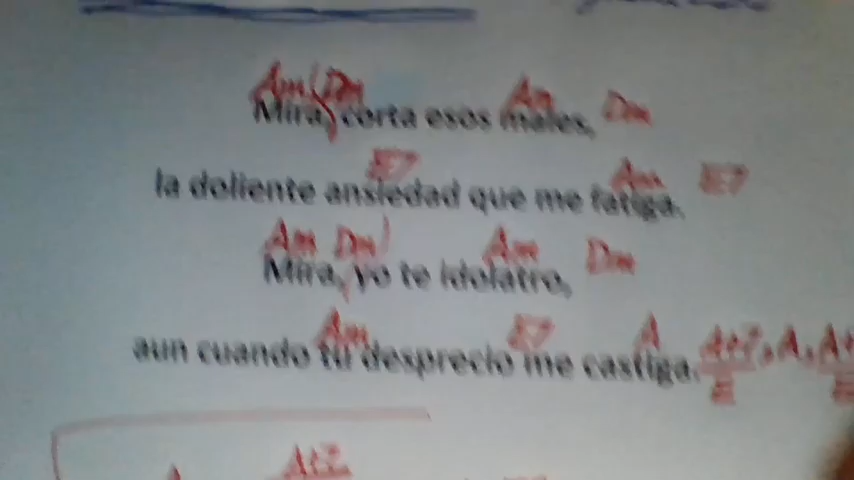 Am Dm Am Dm
Mira, corta esos males,
E7 Am E7
la doliente ansiedad que me fatiga.
Am Dm Am Dm
Mira, yo te idolatro,
Am E7 A
aun cuando tu desprecio me castiga.